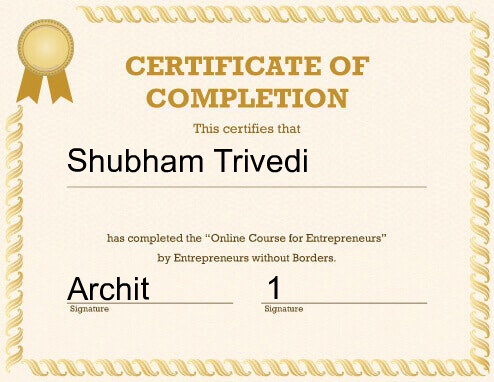 CERTIFICATE OF
COMPLETION
This certifies that
Shubham Trivedi
has completed the “Online Course for Entrepreneurs”
by Entrepreneurs without Borders.
Archit 1
Signature Signature